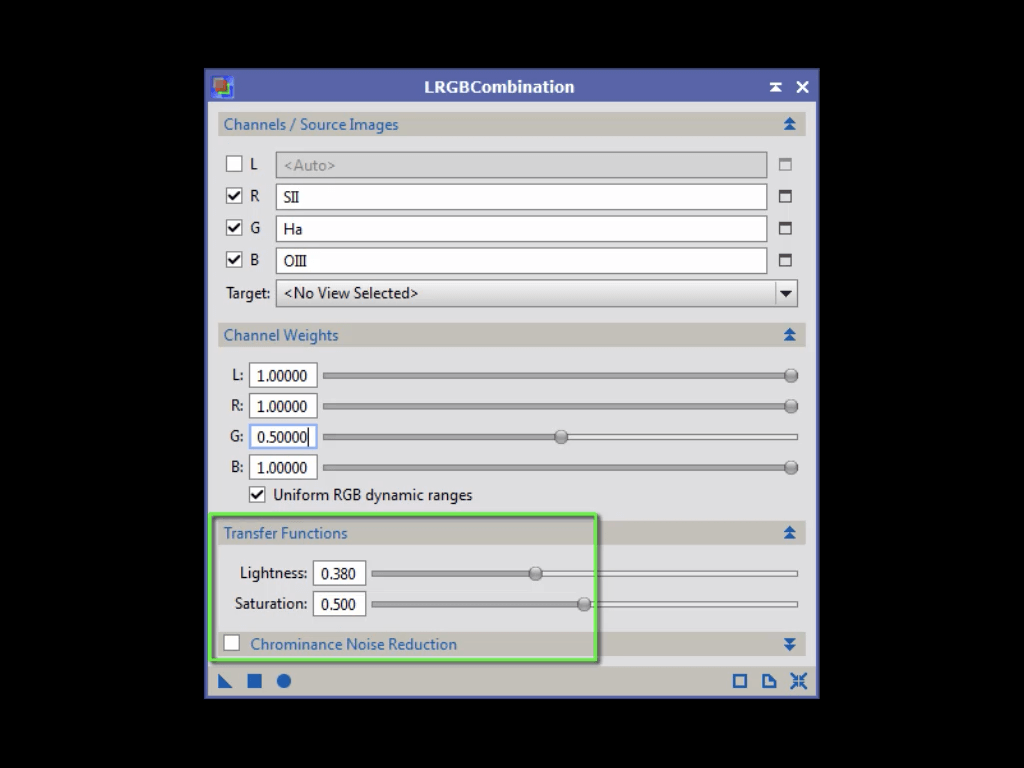 LRGBCombination
Channels / Source Images
L <Auto>
R SII
G Ha
B OIII
Target: <No View Selected>
Channel Weights
L: 1.00000
R: 1.00000
G: 0.50000
B: 1.00000
Uniform RGB dynamic ranges
Transfer Functions
Lightness: 0.380
Saturation: 0.500
Chrominance Noise Reduction